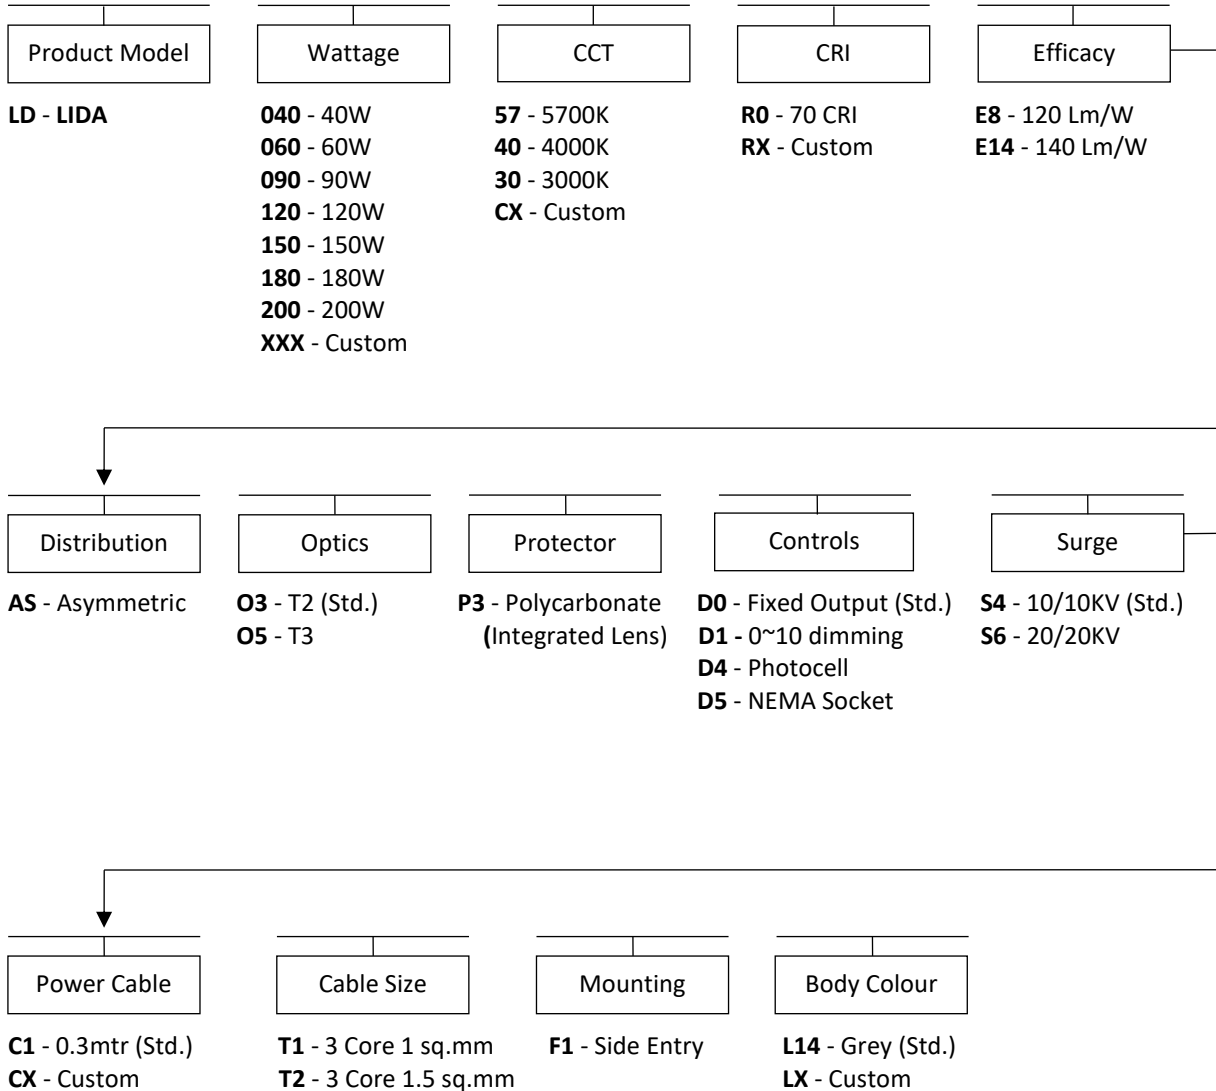 Product Model
Wattage
CCT
CRI
Efficacy
LD - LIDA
040 - 40W
060 - 60W
090 - 90W
120 - 120W
150 - 150W
180 - 180W
200 - 200W
XXX - Custom
57 - 5700K
40 - 4000K
30 - 3000K
CX - Custom
R0 - 70 CRI
RX - Custom
E8 - 120 Lm/W
E14 - 140 Lm/W
Distribution
Optics
Protector
Controls
Surge
AS - Asymmetric
O3 - T2 (Std.)
O5 - T3
P3 - Polycarbonate
(Integrated Lens)
D0 - Fixed Output (Std.)
D1 - 0~10 dimming
D4 - Photocell
D5 - NEMA Socket
S4 - 10/10KV (Std.)
S6 - 20/20KV
Power Cable
Cable Size
Mounting
Body Colour
C1 - 0.3mtr (Std.)
CX - Custom
T1 - 3 Core 1 sq.mm
T2 - 3 Core 1.5 sq.mm
F1 - Side Entry
L14 - Grey (Std.)
LX - Custom